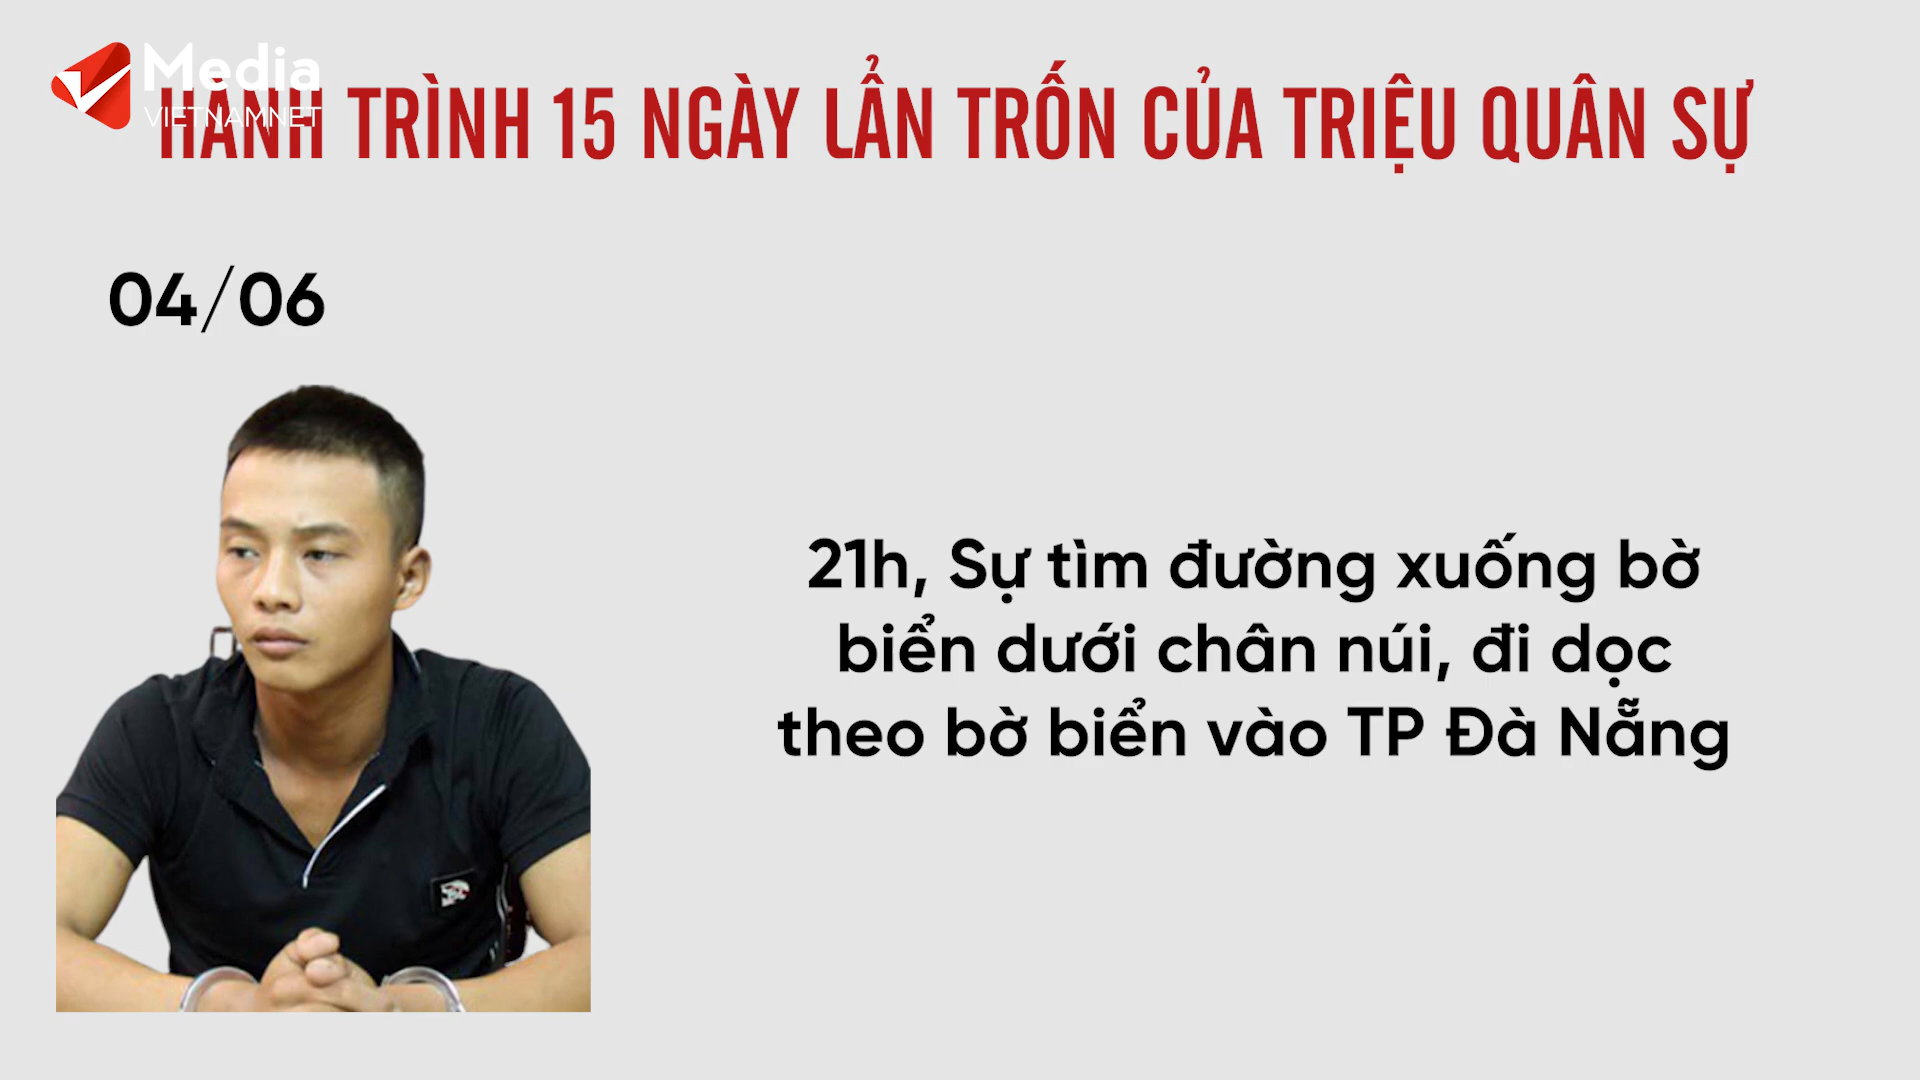 Media
VIETNAMNET
HÀNH TRÌNH 15 NGÀY LẨN TRỐN CỦA TRIỆU QUÂN SỰ
04/06
21h, Sự tìm đường xuống bờ
biển dưới chân núi, đi dọc
theo bờ biển vào TP Đà Nẵng